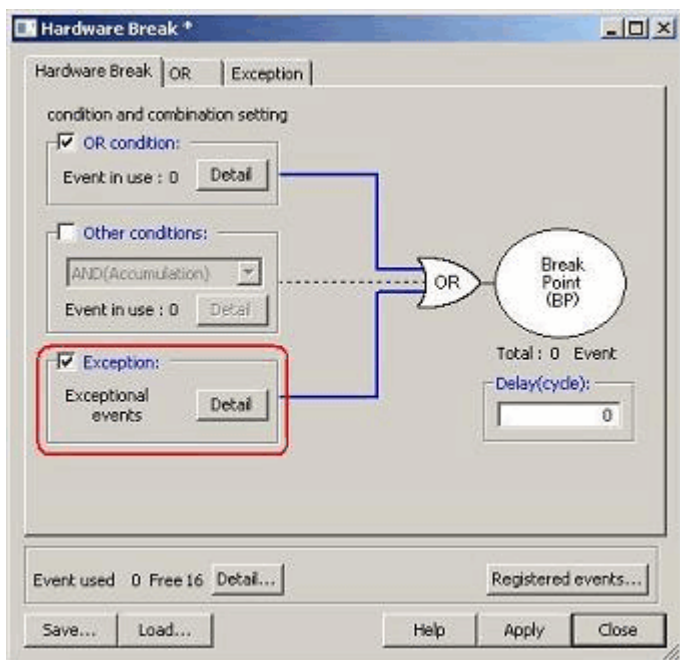 Hardware Break *
Hardware Break OR Exception
condition and combination setting
OR condition:
Event in use : 0 Detail
Other conditions:
AND(Accumulation)
Event in use : 0 Detail
Exception:
Exceptional
events
Detail
OR
Break
Point
(BP)
Total : 0 Event
Delay(cycle):
0
Event used 0 Free 16 Detail... Registered events...
Save... Load... Help Apply Close